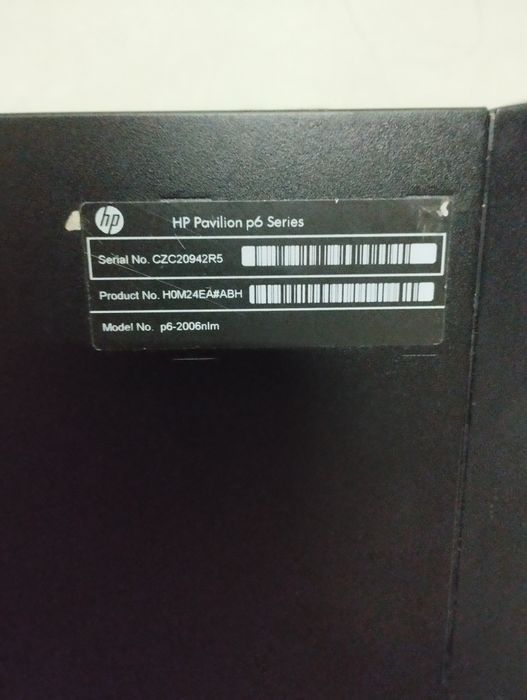 hp HP Pavilion p6 Series
Serial No. CZC20942R5
Product No. H0M24EA#ABH
Model No. p6-2006nlm